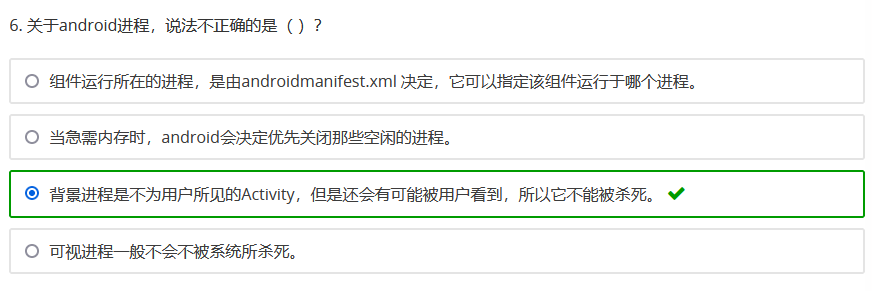 6. 关于android进程，说法不正确的是（ ）？
组件运行所在的进程，是由androidmanifest.xml 决定，它可以指定该组件运行于哪个进程。
当急需内存时，android会决定优先关闭那些空闲的进程。
背景进程是不为用户所见的Activity，但是还会有可能被用户看到，所以它不能被杀死。
可视进程一般不会不被系统所杀死。